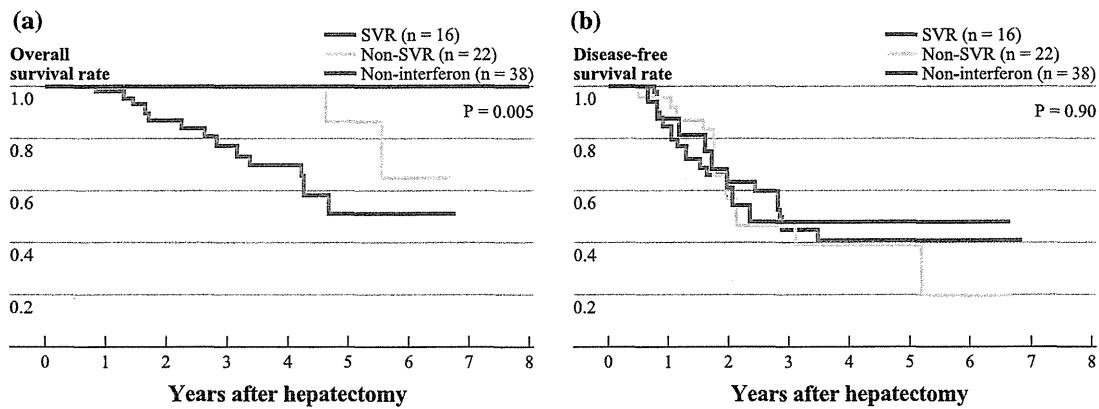 (a)
SVR (n = 16)
Non-SVR (n = 22)
Non-interferon (n = 38)
Overall
survival rate
P = 0.005
1.0
0.8
0.6
0.4
0.2
0 1 2 3 4 5 6 7 8
Years after hepatectomy
(b)
SVR (n = 16)
Non-SVR (n = 22)
Non-interferon (n = 38)
Disease-free
survival rate
P = 0.90
1.0
0.8
0.6
0.4
0.2
0 1 2 3 4 5 6 7 8
Years after hepatectomy